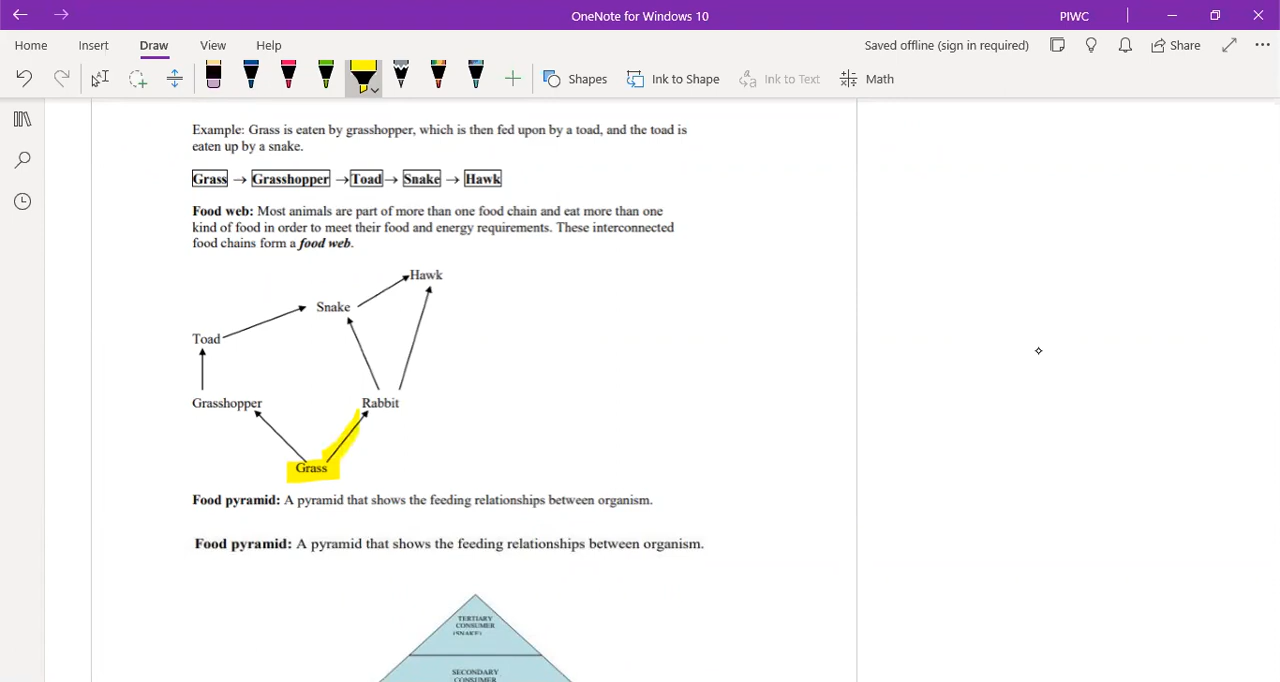 OneNote for Windows 10
PIWC
Home Insert Draw View Help
Saved offline (sign in required) Share
Shapes Ink to Shape Ink to Text Math
Example: Grass is eaten by grasshopper, which is then fed upon by a toad, and the toad is
eaten up by a snake.
Grass → Grasshopper → Toad → Snake → Hawk
Food web: Most animals are part of more than one food chain and eat more than one
kind of food in order to meet their food and energy requirements. These interconnected
food chains form a food web.
Hawk
Snake
Toad
Grasshopper Rabbit
Grass
Food pyramid: A pyramid that shows the feeding relationships between organism.
Food pyramid: A pyramid that shows the feeding relationships between organism.
TERTIARY
CONSUMER
(SNAKE)
SECONDARY
CONSUMER